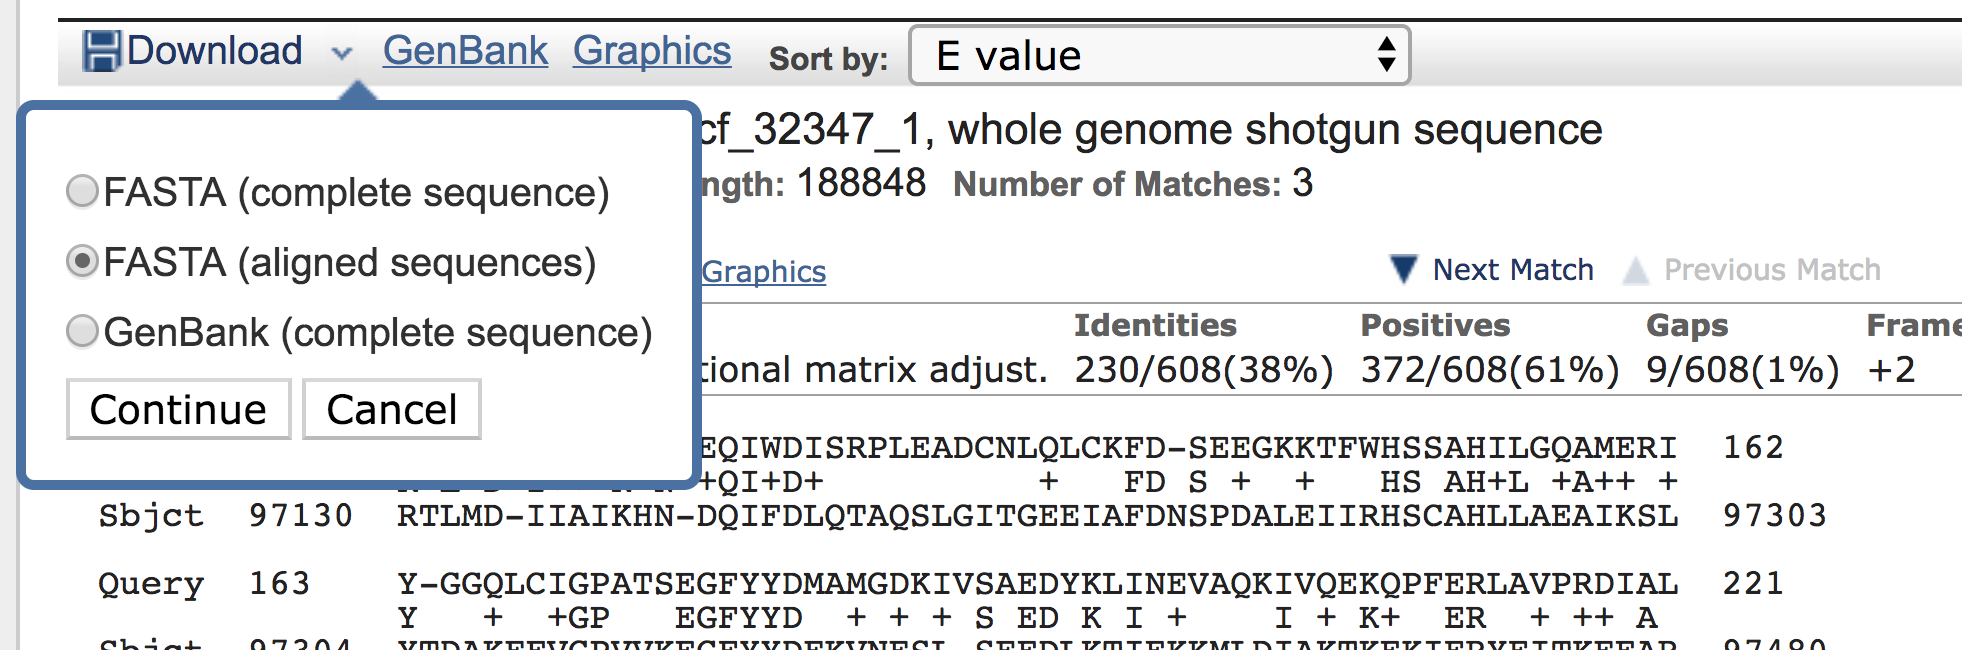 Download GenBank Graphics Sort by: E value
cf_32347_1, whole genome shotgun sequence
ngth: 188848 Number of Matches: 3
FASTA (complete sequence)
FASTA (aligned sequences)
Graphics Next Match Previous Match
GenBank (complete sequence)
Identities Positives Gaps Frame
tional matrix adjust. 230/608(38%) 372/608(61%) 9/608(1%) +2
Continue Cancel
EQIWDISRPLEADCNLQLCKFD-SEEGKKTFWHSSAHILGQAMERI 162
+QI+D+ + FD S + + HS AH+L +A++ +
Sbjct 97130 RTLMD-IIAIKHN-DQIFDLQTAQSLGITGEEIAFDNSPDALEIIRHSCAHLLAEAIKSL 97303
Query 163 Y-GGQLCIGPATSEGFYYDMAMGDKIVSAEDYKLINEVAQKIVQEKQPFERLAVPRDIAL 221
Y + +GP EGFYYD + + + S ED K I + I + K+ ER + ++ A
Sbjct 97304